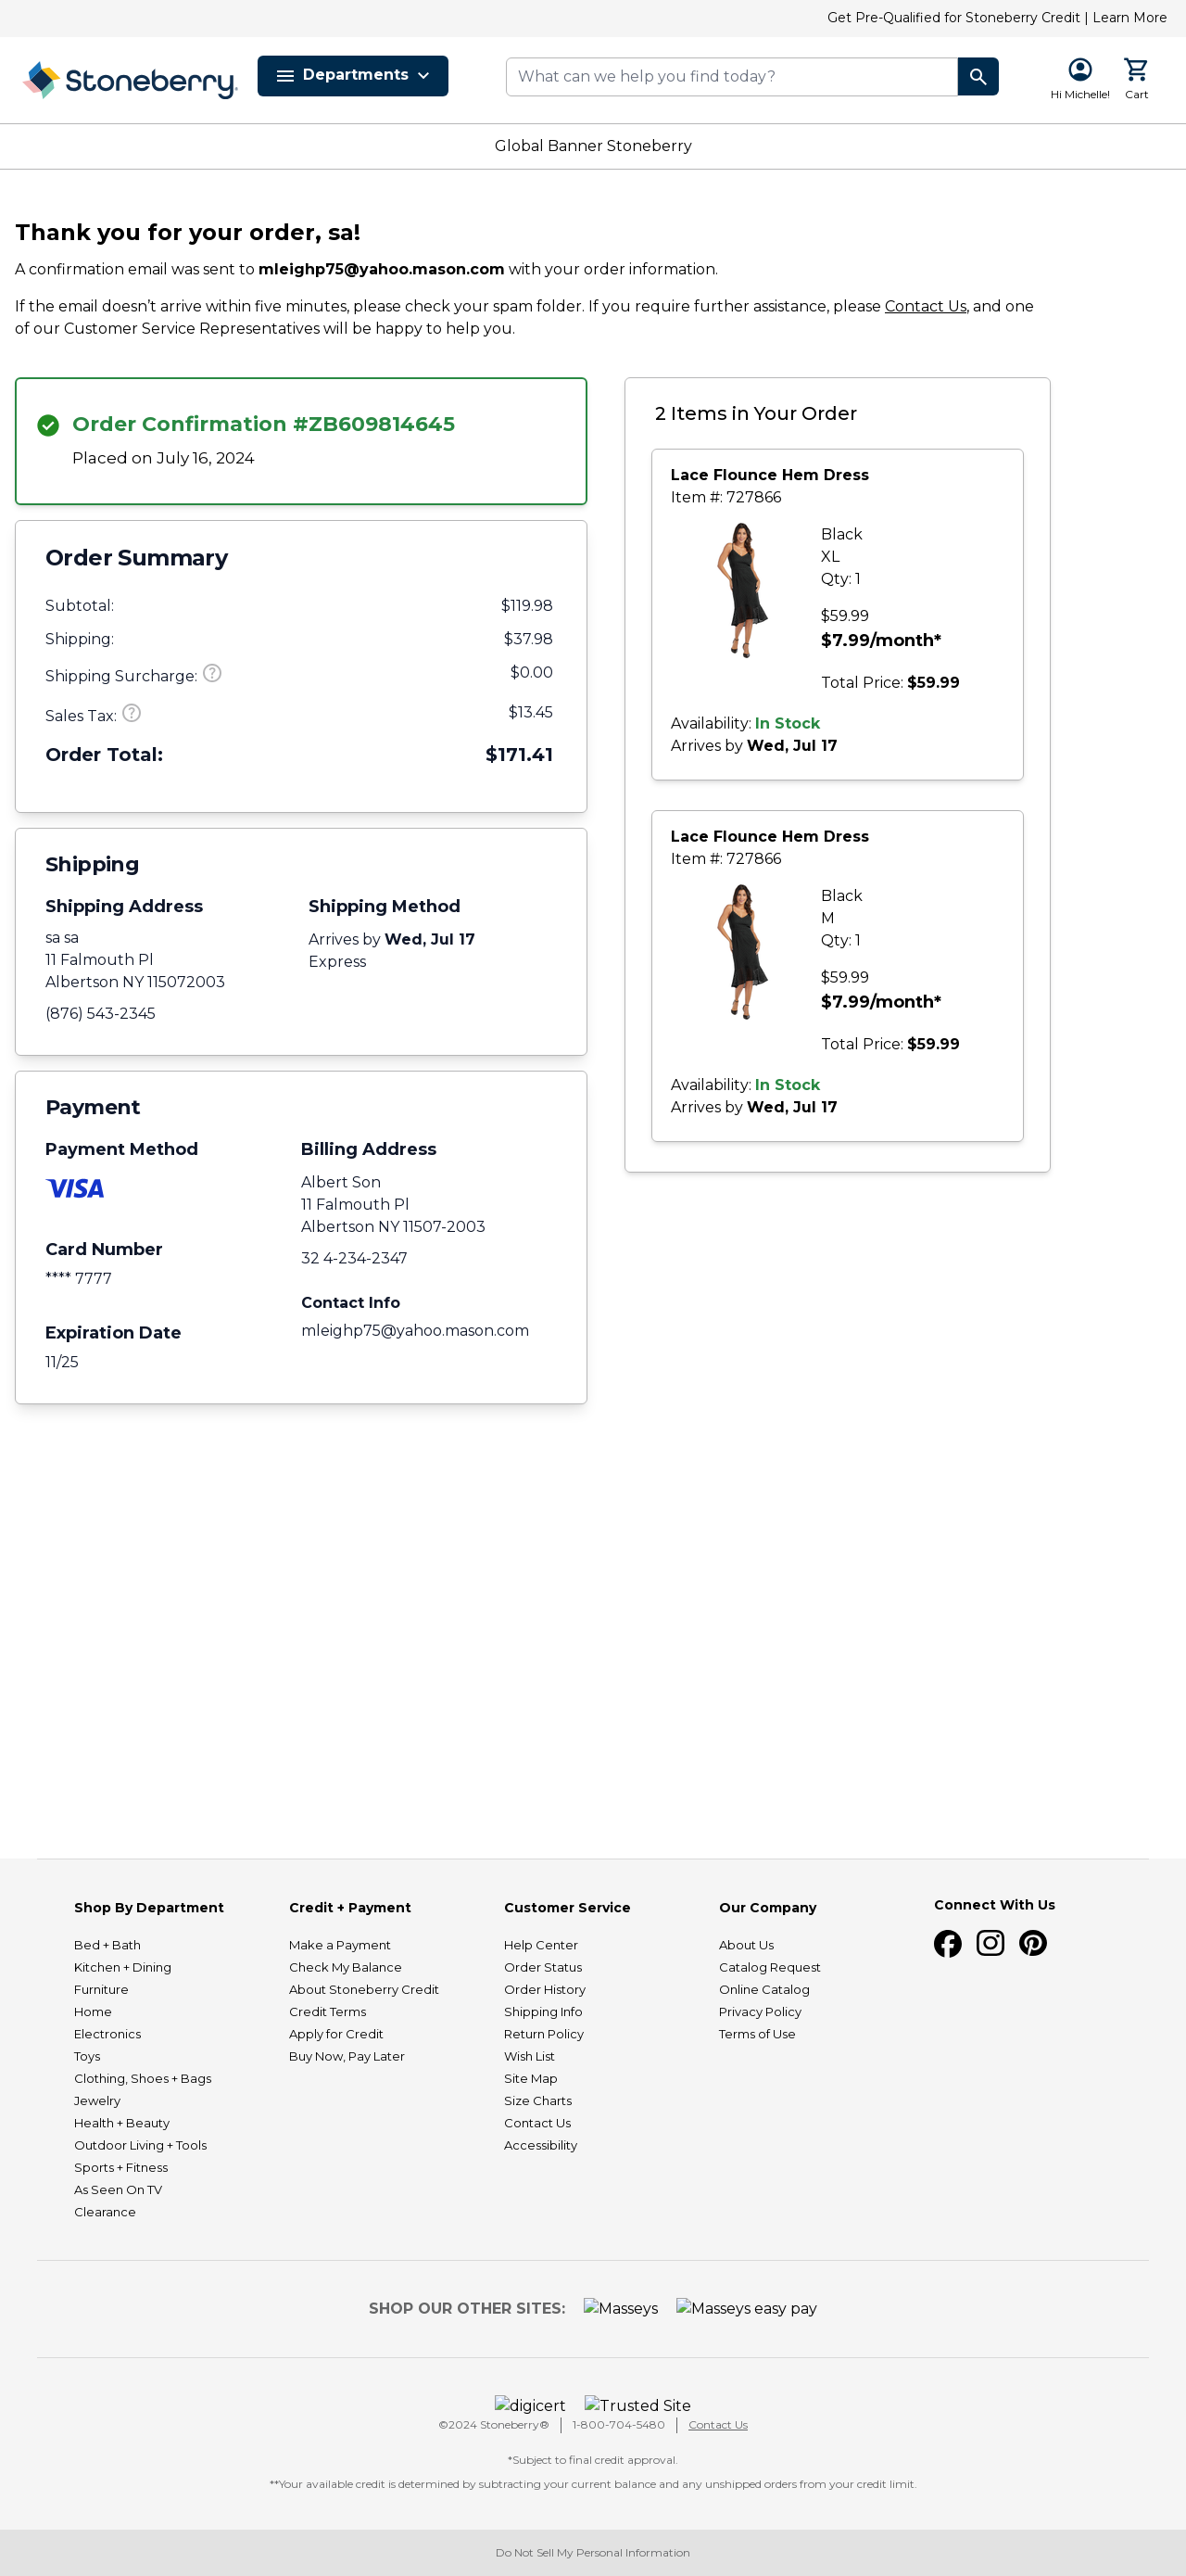 Get Pre-Qualified for Stoneberry Credit | Learn More
Stoneberry.
Departments
What can we help you find today?
Hi Michelle!
Cart
Global Banner Stoneberry
Thank you for your order, sa!
A confirmation email was sent to mleighp75@yahoo.mason.com with your order information.
If the email doesn’t arrive within five minutes, please check your spam folder. If you require further assistance, please Contact Us, and one
of our Customer Service Representatives will be happy to help you.
Order Confirmation #ZB609814645
Placed on July 16, 2024
Order Summary
Subtotal: $119.98
Shipping: $37.98
Shipping Surcharge: ? $0.00
Sales Tax: ? $13.45
Order Total: $171.41
Shipping
Shipping Address
sa sa
11 Falmouth Pl
Albertson NY 115072003
(876) 543-2345
Shipping Method
Arrives by Wed, Jul 17
Express
Payment
Payment Method
VISA
Card Number
**** 7777
Expiration Date
11/25
Billing Address
Albert Son
11 Falmouth Pl
Albertson NY 11507-2003
32 4-234-2347
Contact Info
mleighp75@yahoo.mason.com
2 Items in Your Order
Lace Flounce Hem Dress
Item #: 727866
Black
XL
Qty: 1
$59.99
$7.99/month*
Total Price: $59.99
Availability: In Stock
Arrives by Wed, Jul 17
Lace Flounce Hem Dress
Item #: 727866
Black
M
Qty: 1
$59.99
$7.99/month*
Total Price: $59.99
Availability: In Stock
Arrives by Wed, Jul 17
Shop By Department
Bed + Bath
Kitchen + Dining
Furniture
Home
Electronics
Toys
Clothing, Shoes + Bags
Jewelry
Health + Beauty
Outdoor Living + Tools
Sports + Fitness
As Seen On TV
Clearance
Credit + Payment
Make a Payment
Check My Balance
About Stoneberry Credit
Credit Terms
Apply for Credit
Buy Now, Pay Later
Customer Service
Help Center
Order Status
Order History
Shipping Info
Return Policy
Wish List
Site Map
Size Charts
Contact Us
Accessibility
Our Company
About Us
Catalog Request
Online Catalog
Privacy Policy
Terms of Use
Connect With Us
SHOP OUR OTHER SITES: Masseys Masseys easy pay
digicert Trusted Site
©2024 Stoneberry® | 1-800-704-5480 | Contact Us
*Subject to final credit approval.
**Your available credit is determined by subtracting your current balance and any unshipped orders from your credit limit.
Do Not Sell My Personal Information